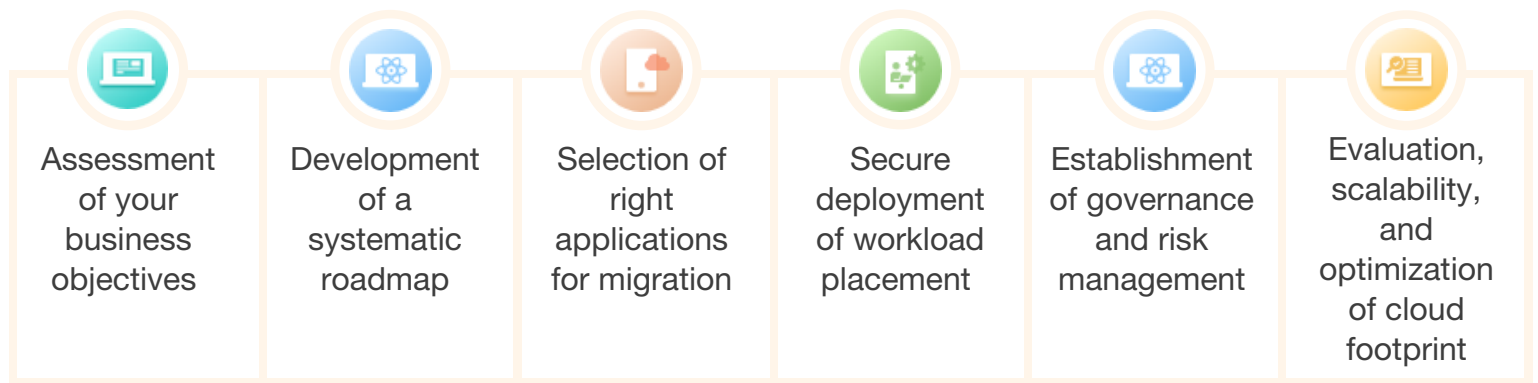 Assessment
of your
business
objectives
Development
of a
systematic
roadmap
Selection of
right
applications
for migration
Secure
deployment
of workload
placement
Establishment
of governance
and risk
management
Evaluation,
scalability,
and
optimization
of cloud
footprint